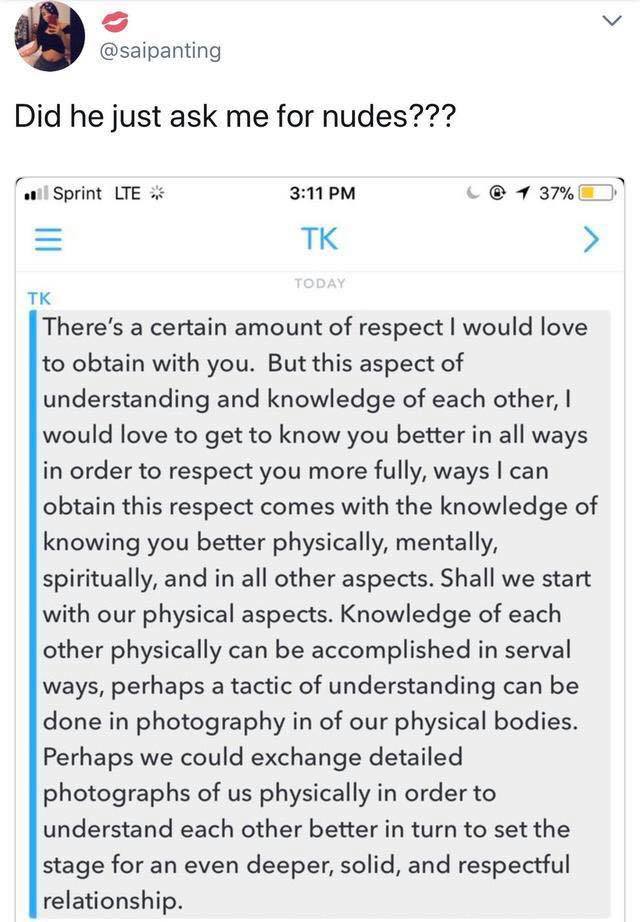 @saipanting
Did he just ask me for nudes???
Sprint LTE 3:11 PM 37%
TK
TODAY
TK
There's a certain amount of respect I would love
to obtain with you.  But this aspect of
understanding and knowledge of each other, I
would love to get to know you better in all ways
in order to respect you more fully, ways I can
obtain this respect comes with the knowledge of
knowing you better physically, mentally,
spiritually, and in all other aspects. Shall we start
with our physical aspects. Knowledge of each
other physically can be accomplished in serval
ways, perhaps a tactic of understanding can be
done in photography in of our physical bodies.
Perhaps we could exchange detailed
photographs of us physically in order to
understand each other better in turn to set the
stage for an even deeper, solid, and respectful
relationship.